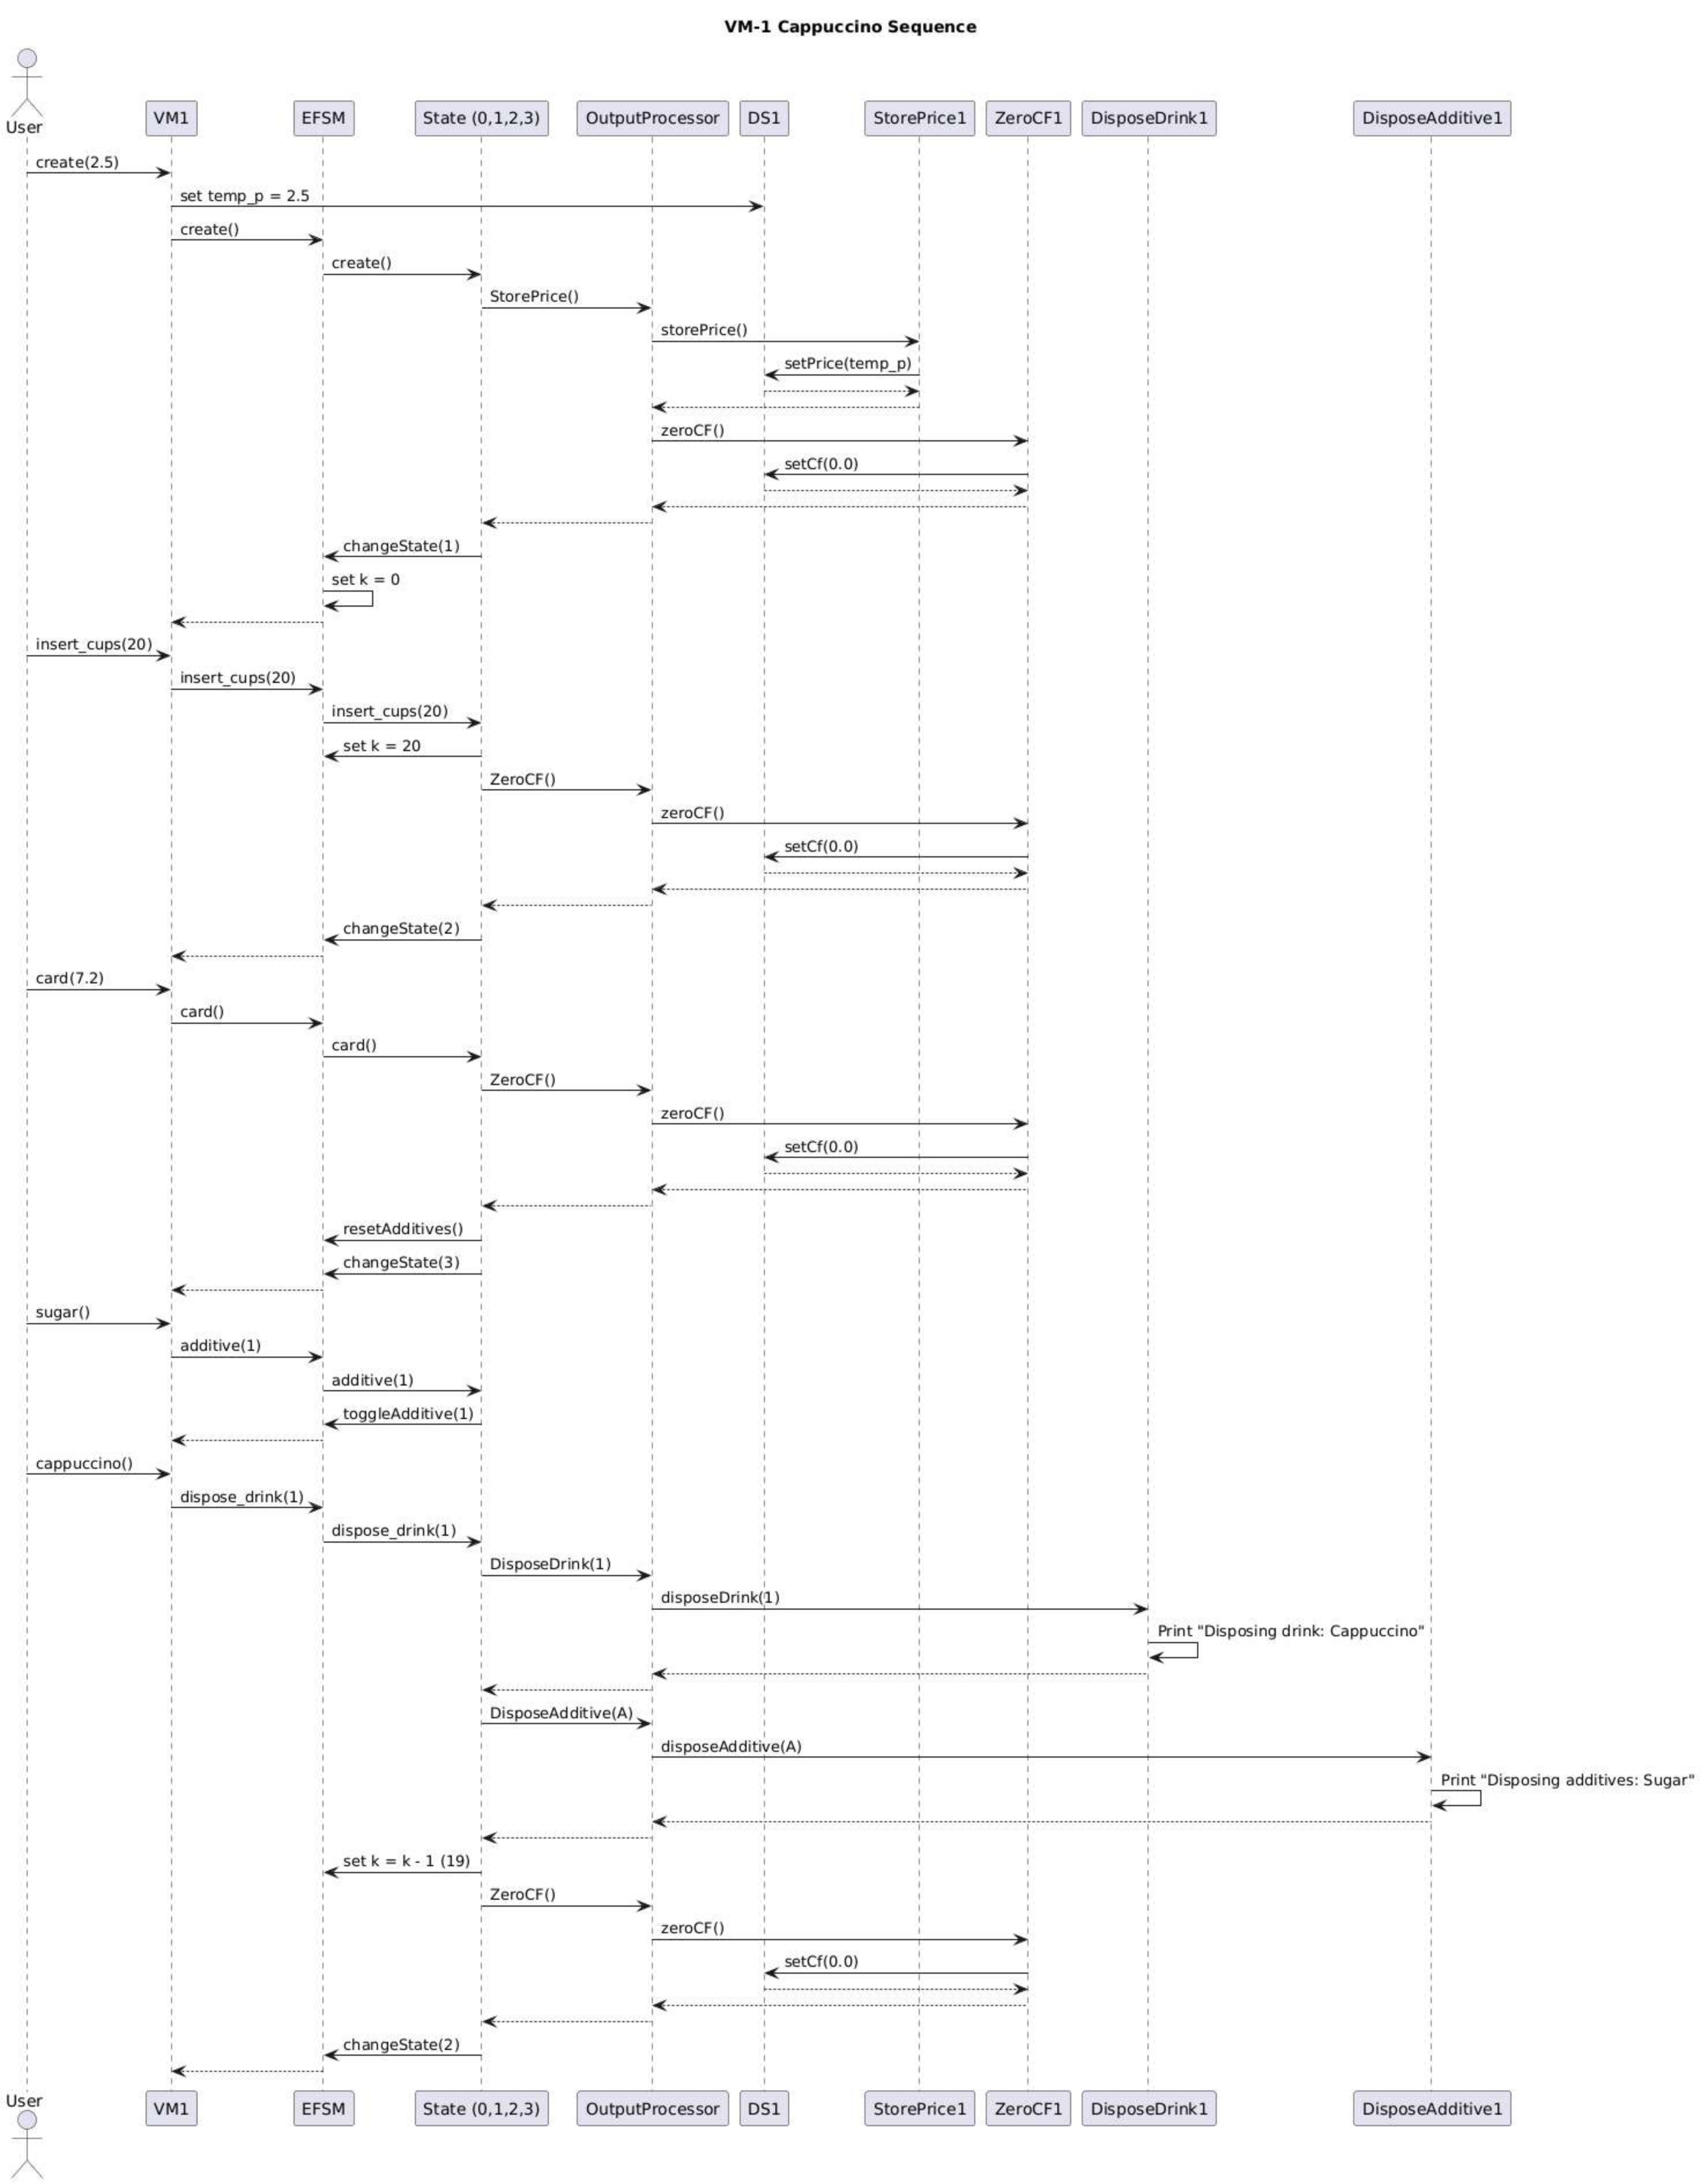 VM-1 Cappuccino Sequence
User
VM1
EFSM
State (0,1,2,3)
OutputProcessor
DS1
StorePrice1
ZeroCF1
DisposeDrink1
DisposeAdditive1
create(2.5)
set temp_p = 2.5
create()
create()
StorePrice()
storePrice()
setPrice(temp_p)
zeroCF()
setCf(0.0)
changeState(1)
set k = 0
insert_cups(20)
insert_cups(20)
insert_cups(20)
set k = 20
ZeroCF()
zeroCF()
setCf(0.0)
changeState(2)
card(7.2)
card()
card()
ZeroCF()
zeroCF()
setCf(0.0)
resetAdditives()
changeState(3)
sugar()
additive(1)
additive(1)
toggleAdditive(1)
cappuccino()
dispose_drink(1)
dispose_drink(1)
DisposeDrink(1)
disposeDrink(1)
Print "Disposing drink: Cappuccino"
DisposeAdditive(A)
disposeAdditive(A)
Print "Disposing additives: Sugar"
set k = k - 1 (19)
ZeroCF()
zeroCF()
setCf(0.0)
changeState(2)
User
VM1
EFSM
State (0,1,2,3)
OutputProcessor
DS1
StorePrice1
ZeroCF1
DisposeDrink1
DisposeAdditive1